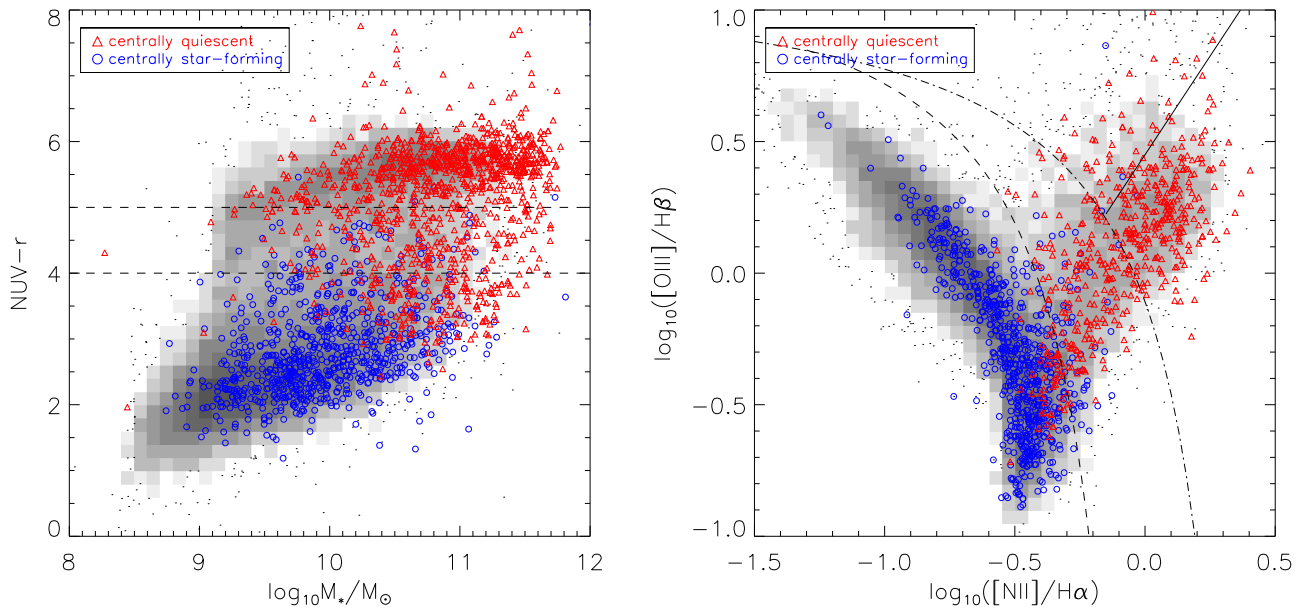 centrally quiescent
centrally star-forming
NUV-r
8
6
4
2
0
8
9
10
11
12
log₁₀M*/M⊙
centrally quiescent
centrally star-forming
log₁₀([OIII]/Hβ)
1.0
0.5
0.0
-0.5
-1.0
-1.5
-1.0
-0.5
0.0
0.5
log₁₀([NII]/Hα)